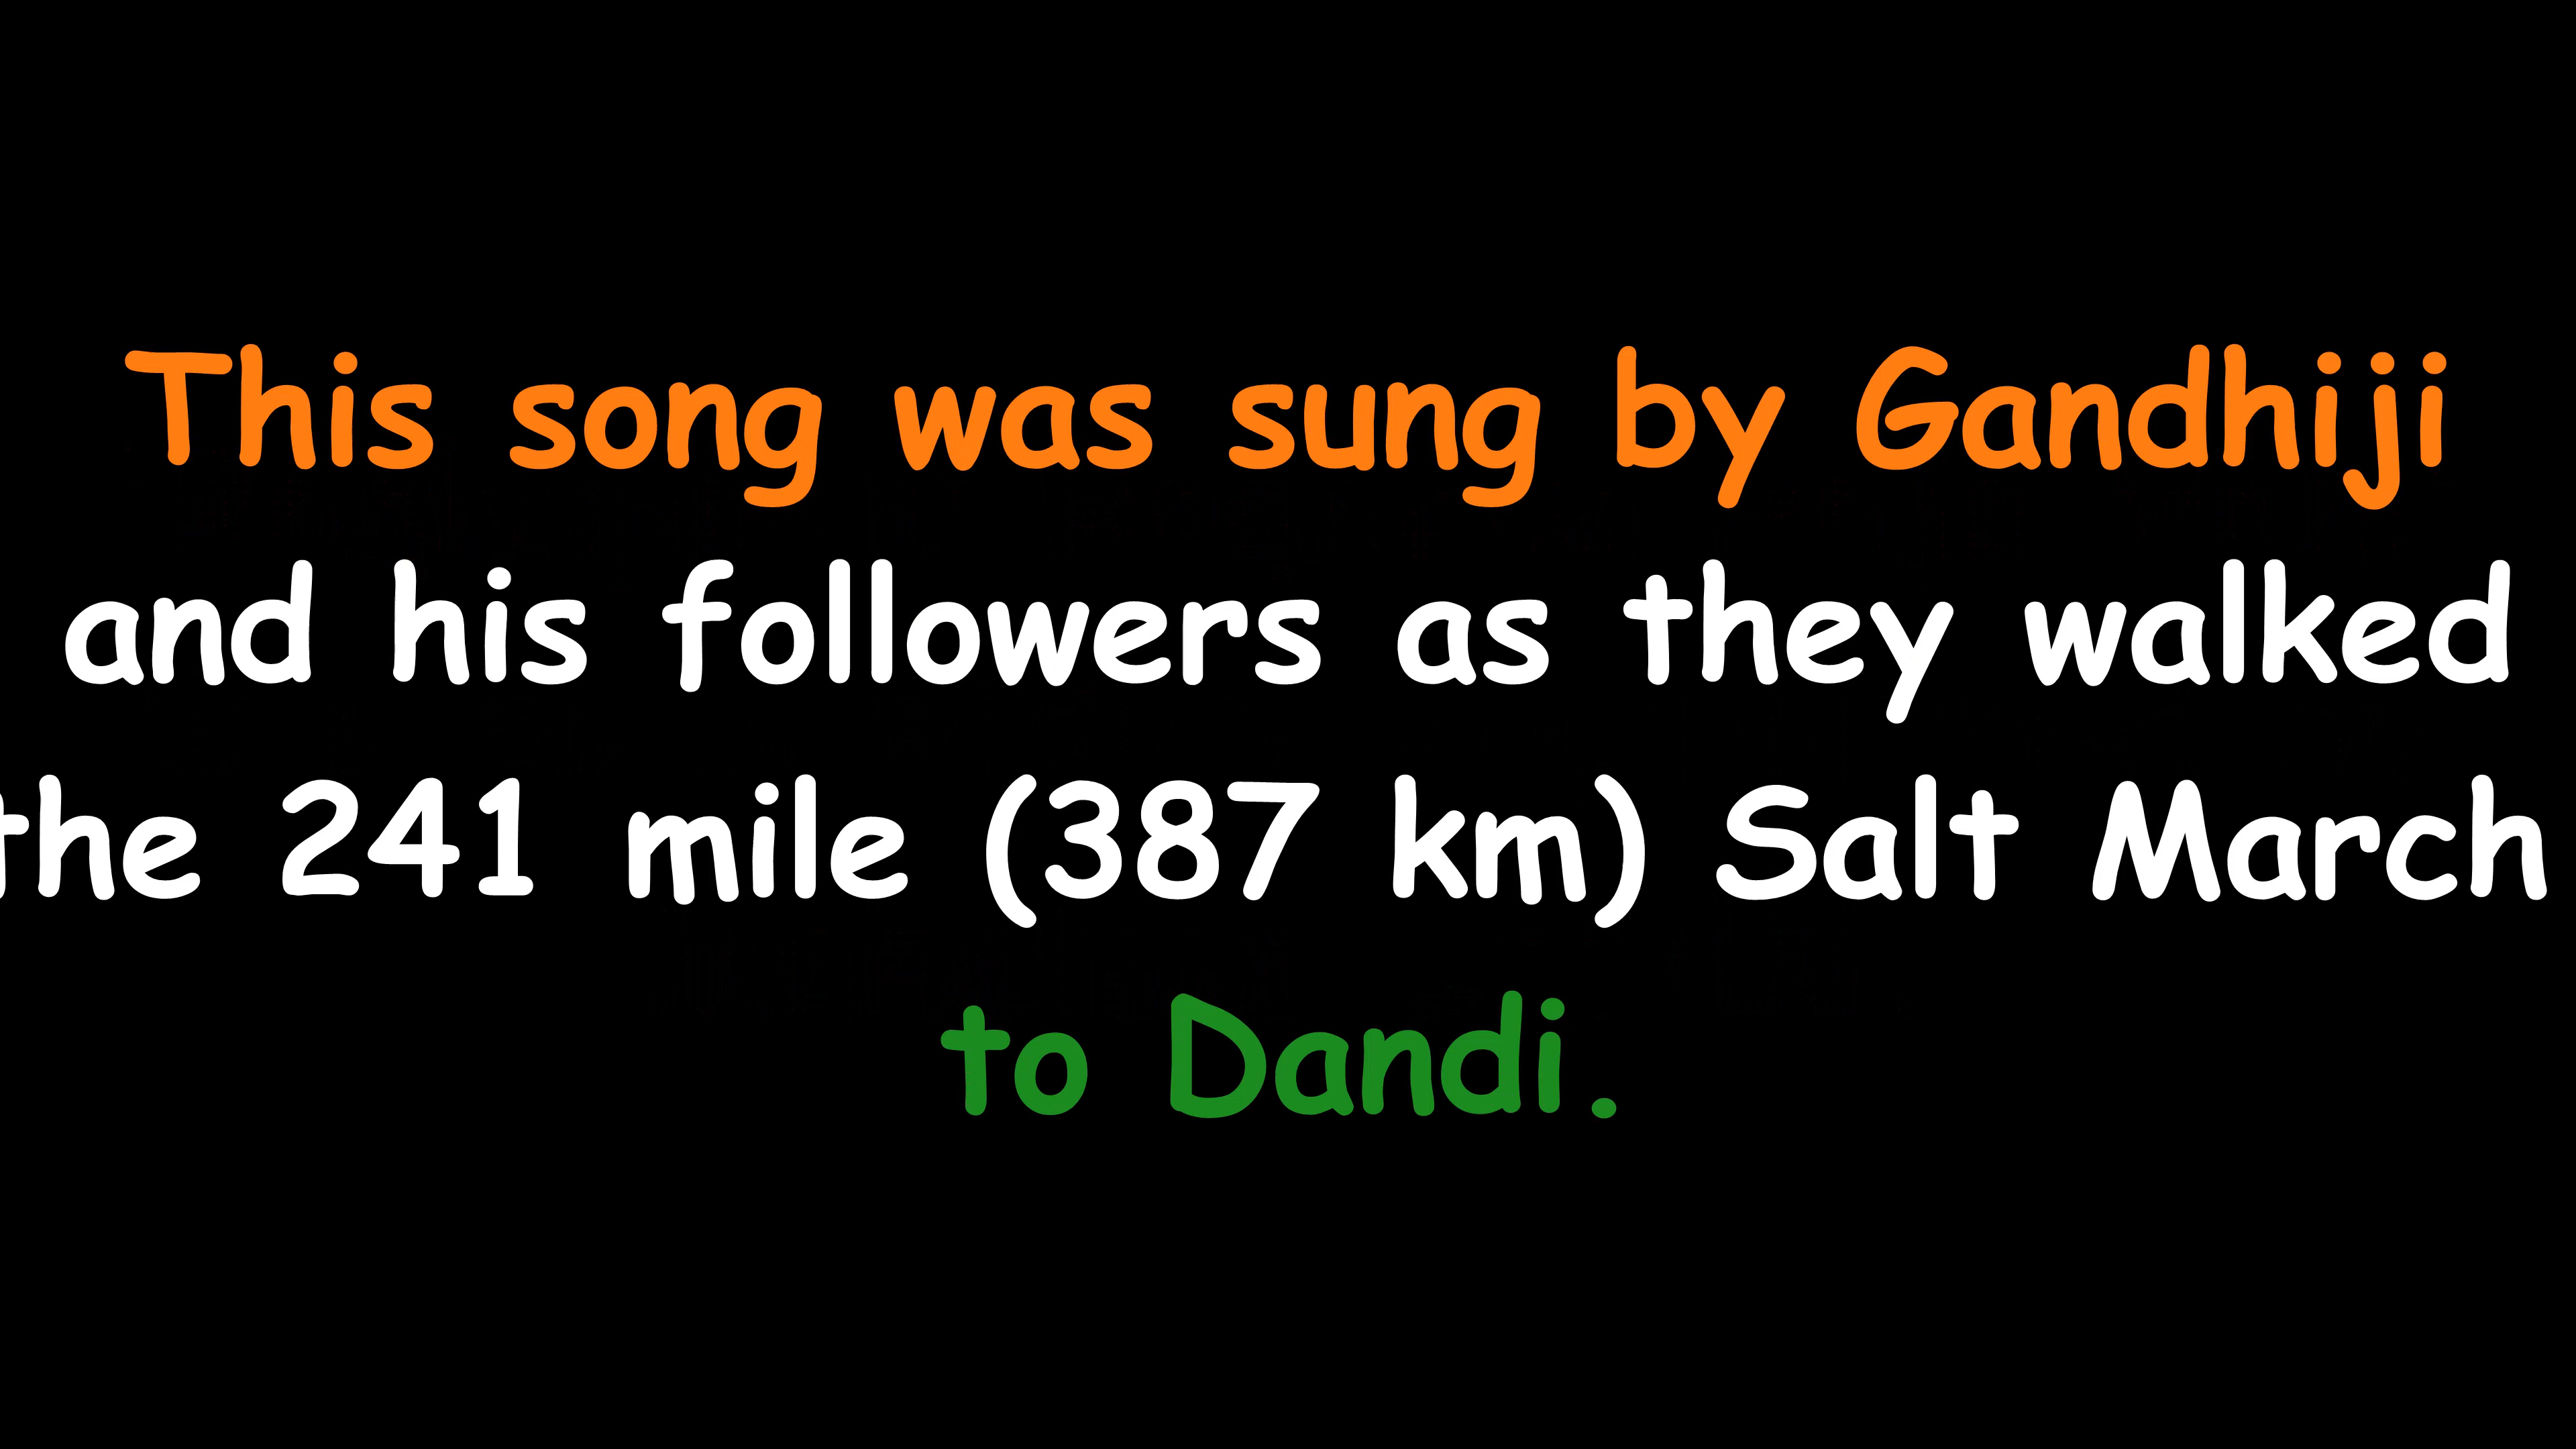 This song was sung by Gandhiji
and his followers as they walked
the 241 mile (387 km) Salt March
to Dandi.